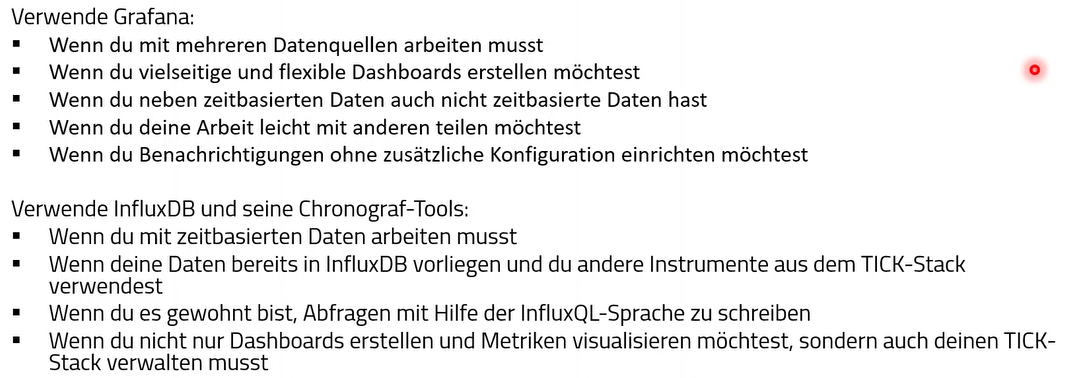 Verwende Grafana:
▪ Wenn du mit mehreren Datenquellen arbeiten musst
▪ Wenn du vielseitige und flexible Dashboards erstellen möchtest
▪ Wenn du neben zeitbasierten Daten auch nicht zeitbasierte Daten hast
▪ Wenn du deine Arbeit leicht mit anderen teilen möchtest
▪ Wenn du Benachrichtigungen ohne zusätzliche Konfiguration einrichten möchtest
Verwende InfluxDB und seine Chronograf-Tools:
▪ Wenn du mit zeitbasierten Daten arbeiten musst
▪ Wenn deine Daten bereits in InfluxDB vorliegen und du andere Instrumente aus dem TICK-Stack
verwendest
▪ Wenn du es gewohnt bist, Abfragen mit Hilfe der InfluxQL-Sprache zu schreiben
▪ Wenn du nicht nur Dashboards erstellen und Metriken visualisieren möchtest, sondern auch deinen TICK-
Stack verwalten musst